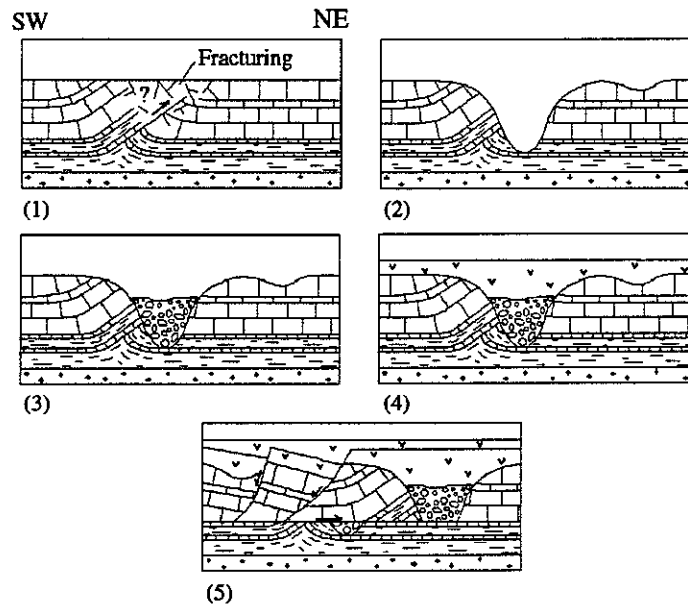 SW NE
Fracturing
?
(1) (2)
(3) (4)
(5)